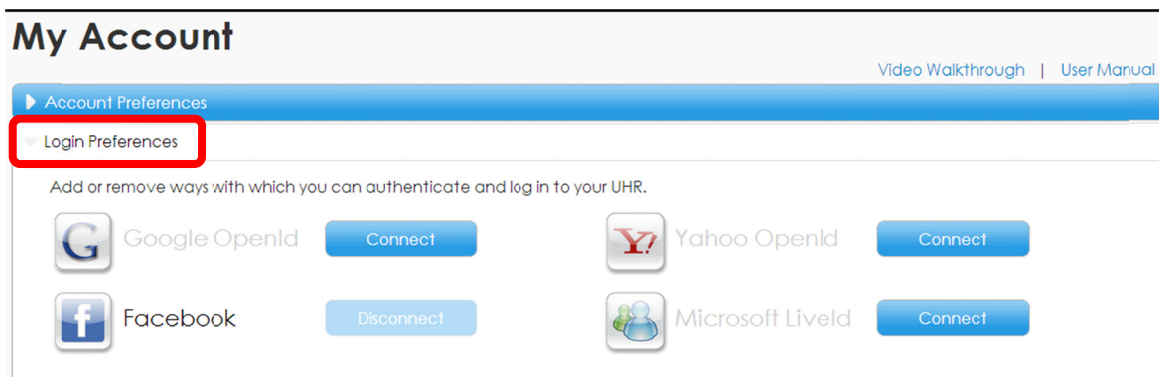 My Account
Video Walkthrough | User Manual
Account Preferences
Login Preferences
Add or remove ways with which you can authenticate and log in to your UHR.
G Google OpenId Connect Y! Yahoo OpenId Connect
f Facebook Disconnect Microsoft LiveId Connect